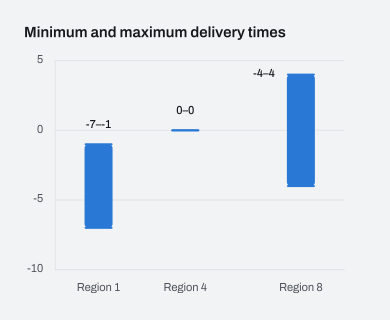 Minimum and maximum delivery times
5
-4–4
0–0
-7–-1
0
-5
-10
Region 1
Region 4
Region 8